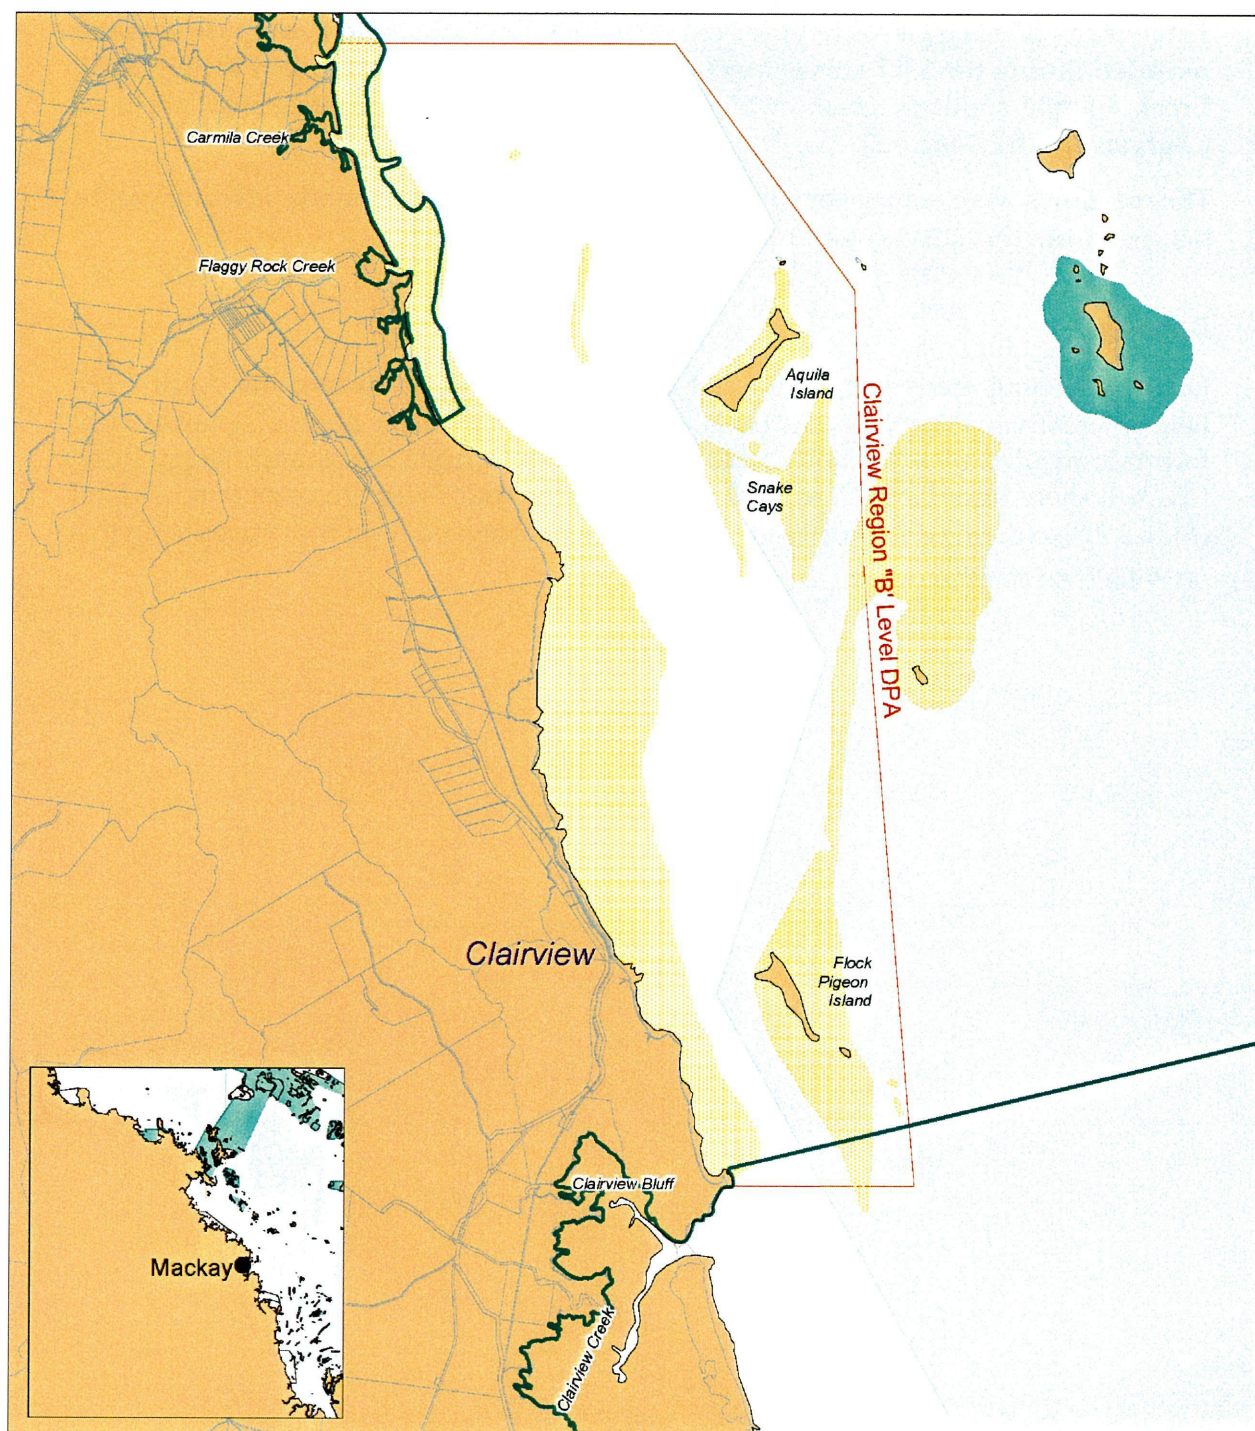 Carmila Creek
Flaggy Rock Creek
Aquila
Island
Snake
Cays
Clairview Region "B' Level DPA
Clairview
Flock
Pigeon
Island
Clairview Bluff
Mackay
Clairview Creek